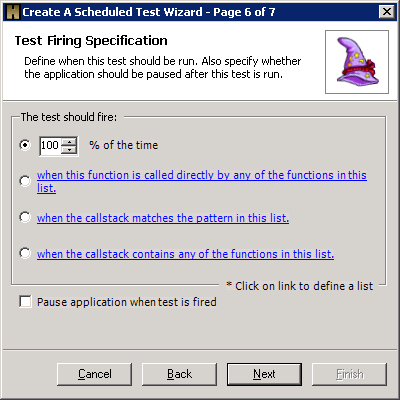 Create A Scheduled Test Wizard - Page 6 of 7
Test Firing Specification
Define when this test should be run. Also specify whether
the application should be paused after this test is run.
The test should fire:
100 % of the time
when this function is called directly by any of the functions in this
list.
when the callstack matches the pattern in this list.
when the callstack contains any of the functions in this list.
* Click on link to define a list
Pause application when test is fired
Cancel Back Next Finish